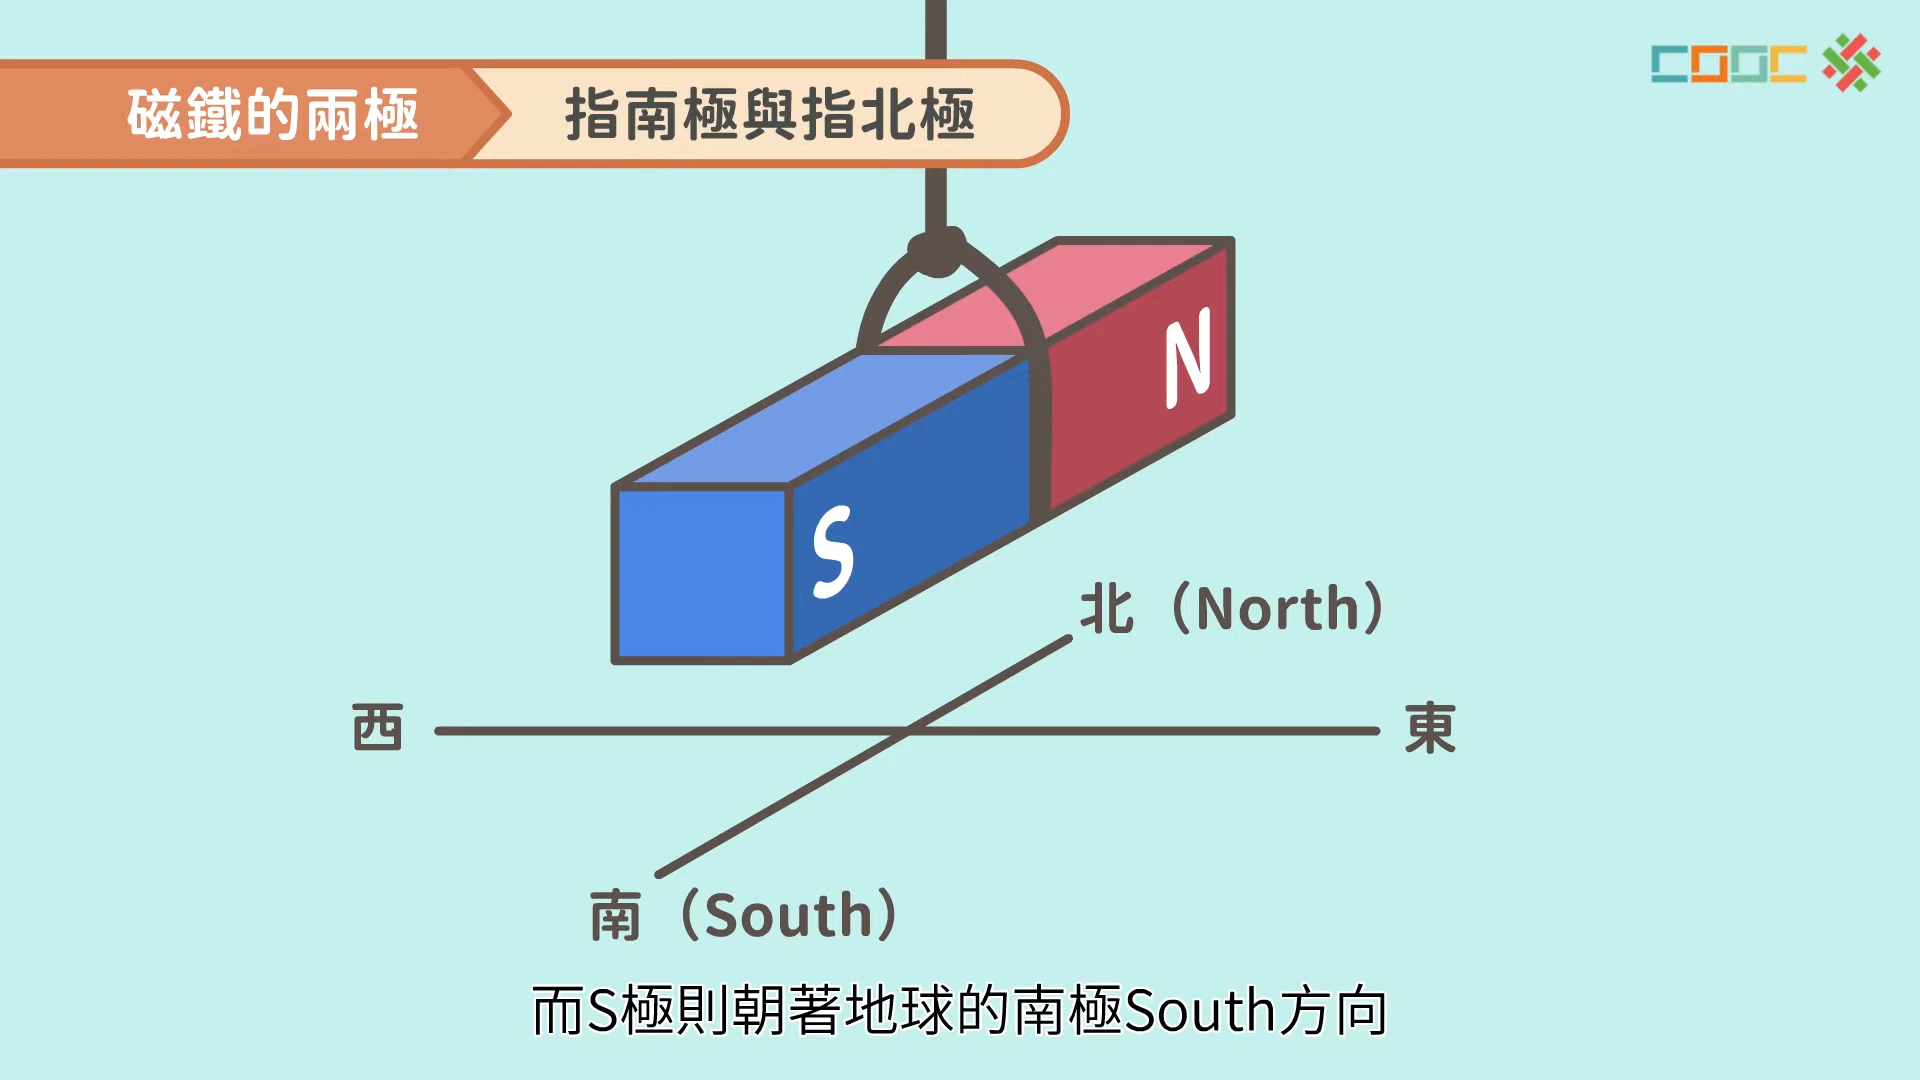 磁鐵的兩極 指南極與指北極
COOC
N
S
北（North）
西 東
南（South）
而S極則朝著地球的南極South方向